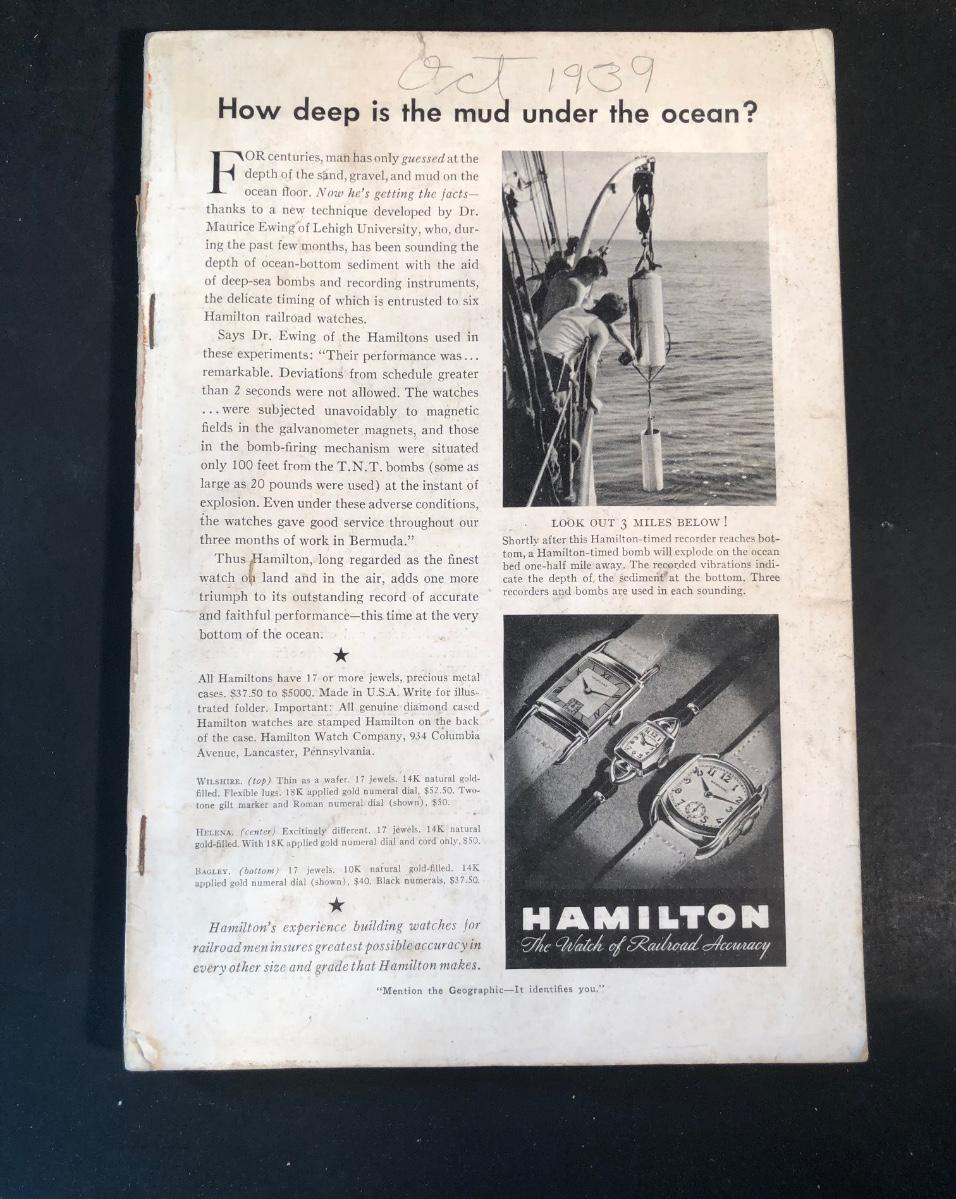 Oct 1939
How deep is the mud under the ocean?
FOR centuries, man has only guessed at the
depth of the sand, gravel, and mud on the
ocean floor. Now he's getting the facts—
thanks to a new technique developed by Dr.
Maurice Ewing of Lehigh University, who, dur-
ing the past few months, has been sounding the
depth of ocean-bottom sediment with the aid
of deep-sea bombs and recording instruments,
the delicate timing of which is entrusted to six
Hamilton railroad watches.
Says Dr. Ewing of the Hamiltons used in
these experiments: “Their performance was...
remarkable. Deviations from schedule greater
than 2 seconds were not allowed. The watches
...were subjected unavoidably to magnetic
fields in the galvanometer magnets, and those
in the bomb-firing mechanism were situated
only 100 feet from the T.N.T. bombs (some as
large as 20 pounds were used) at the instant of
explosion. Even under these adverse conditions,
the watches gave good service throughout our
three months of work in Bermuda.”
Thus Hamilton, long regarded as the finest
watch on land and in the air, adds one more
triumph to its outstanding record of accurate
and faithful performance—this time at the very
bottom of the ocean.
All Hamiltons have 17 or more jewels, precious metal
cases. $37.50 to $5000. Made in U.S.A. Write for illus-
trated folder. Important: All genuine diamond cased
Hamilton watches are stamped Hamilton on the back
of the case. Hamilton Watch Company, 934 Columbia
Avenue, Lancaster, Pennsylvania.
WILSHIRE. (top) Thin as a wafer. 17 jewels. 14K natural gold-
filled. Flexible lugs. 18K applied gold numeral dial, $52.50. Two-
tone gilt marker and Roman numeral dial (shown), $50.
HELENA. (center) Excitingly different. 17 jewels. 14K natural
gold-filled. With 18K applied gold numeral dial and cord only, $50.
BAGLEY. (bottom) 17 jewels. 10K natural gold-filled. 14K
applied gold numeral dial (shown), $40. Black numerals, $37.50.
Hamilton's experience building watches for
railroad men insures greatest possible accuracy in
every other size and grade that Hamilton makes.
LOOK OUT 3 MILES BELOW!
Shortly after this Hamilton-timed recorder reaches bot-
tom, a Hamilton-timed bomb will explode on the ocean
bed one-half mile away. The recorded vibrations indi-
cate the depth of the sediment at the bottom. Three
recorders and bombs are used in each sounding.
HAMILTON
The Watch of Railroad Accuracy
“Mention the Geographic—It identifies you.”